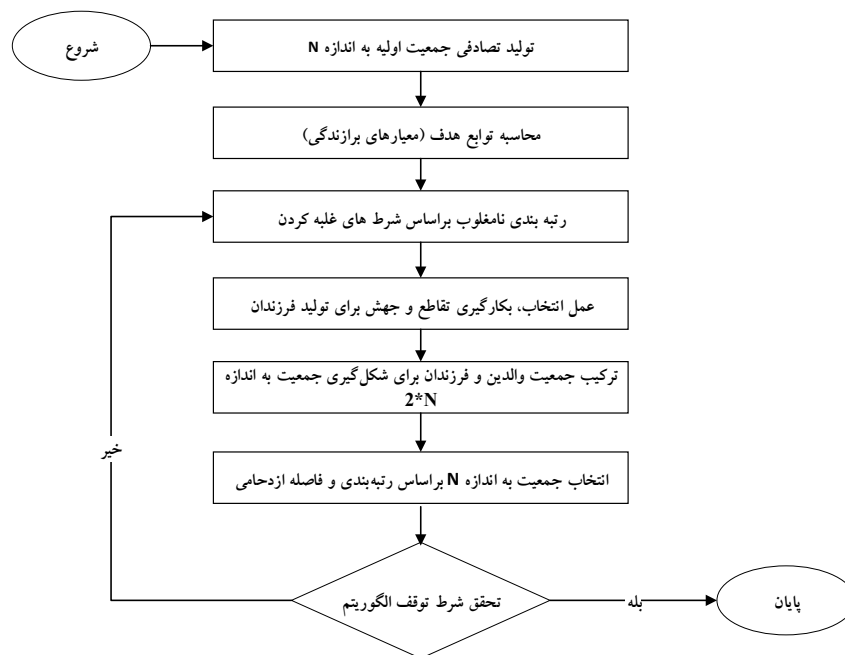 شروع
تولید تصادفی جمعیت اولیه به اندازه N
محاسبه توابع هدف (معیارهای برازندگی)
رتبه بندی نامغلوب براساس شرط های غلبه کردن
عمل انتخاب، بکارگیری تقاطع و جهش برای تولید فرزندان
ترکیب جمعیت والدین و فرزندان برای شکل‌گیری جمعیت به اندازه
2*N
انتخاب جمعیت به اندازه N براساس رتبه‌بندی و فاصله ازدحامی
تحقق شرط توقف الگوریتم
خیر
بله
پایان